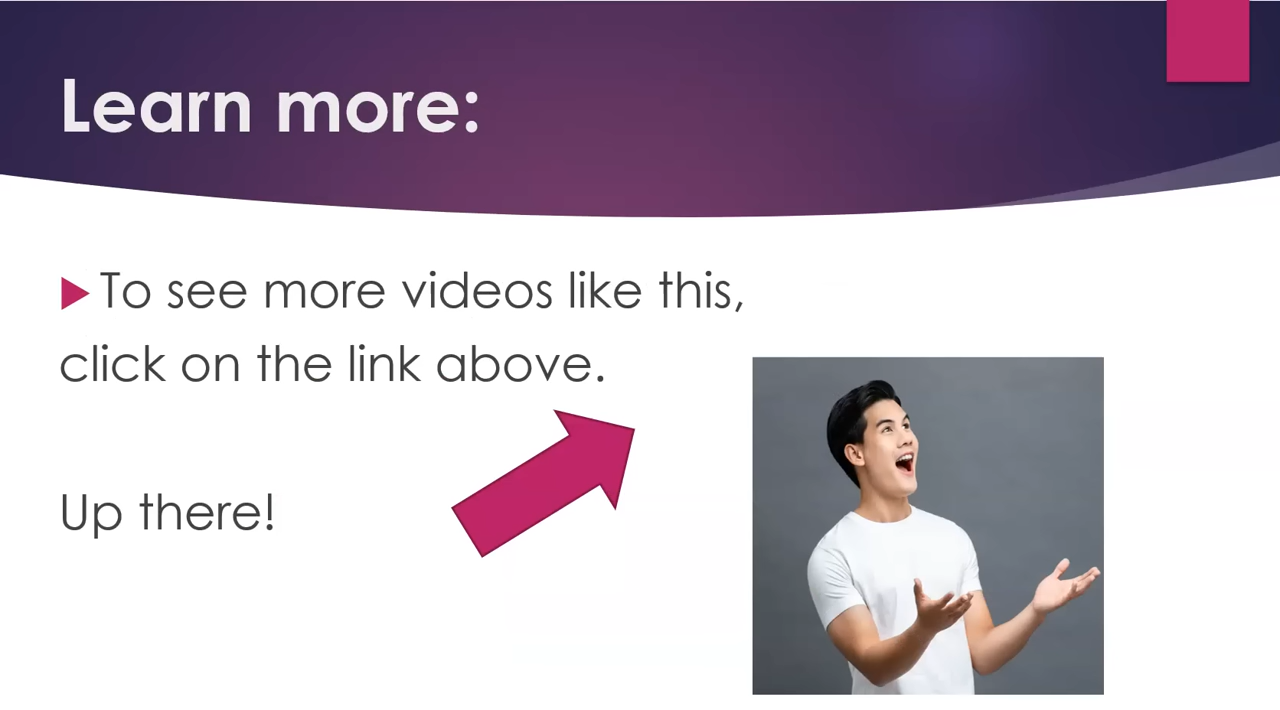 Learn more:
To see more videos like this,
click on the link above.
Up there!